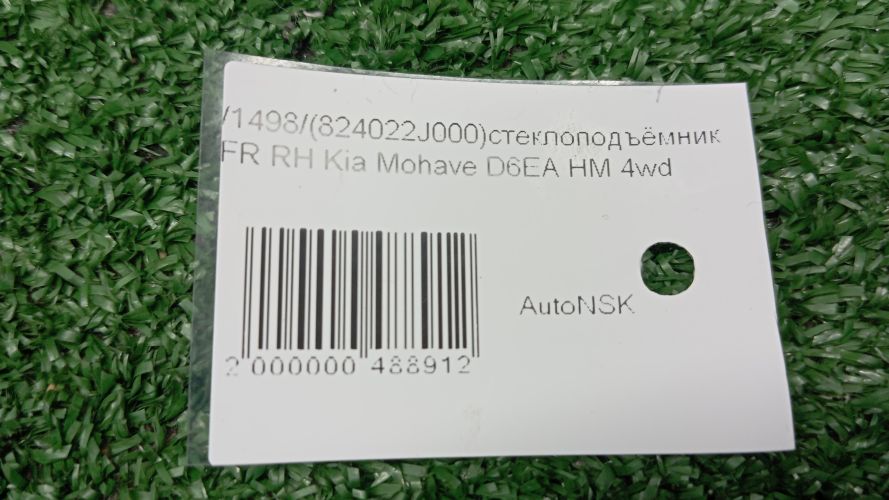 /1498/(824022J000)стеклоподъёмник
FR RH Kia Mohave D6EA HM 4wd
AutoNSK
2 000000 488912